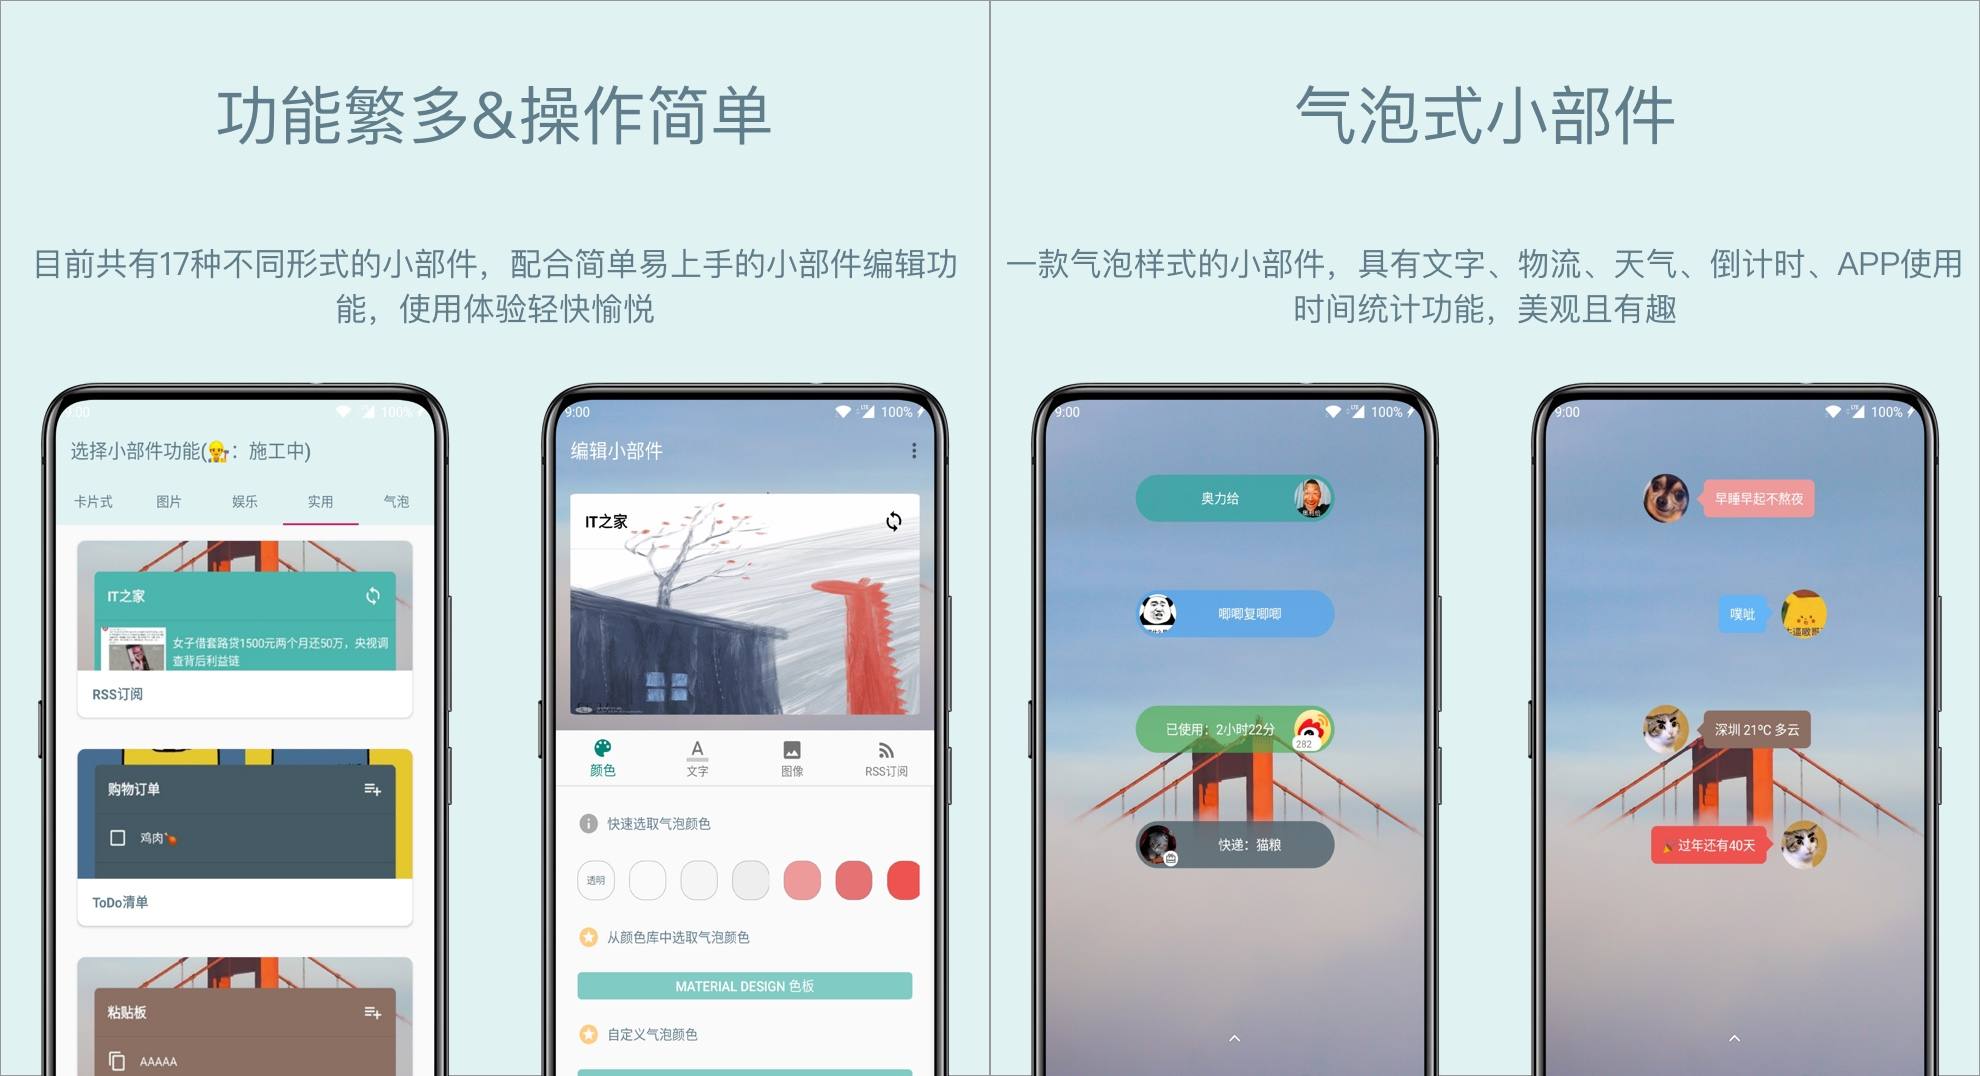 功能繁多&操作简单
目前共有17种不同形式的小部件，配合简单易上手的小部件编辑功
能，使用体验轻快愉悦
9:00
100%
选择小部件功能(👷：施工中)
卡片式 图片 娱乐 实用 气泡
IT之家
女子借套路贷1500元两个月还50万，央视调
查背后利益链
RSS订阅
购物订单
鸡肉🍗
ToDo清单
粘贴板
AAAAA
9:00
LTE 100%
编辑小部件
IT之家
颜色 文字 图像 RSS订阅
快速选取气泡颜色
透明
从颜色库中选取气泡颜色
MATERIAL DESIGN 色板
自定义气泡颜色
气泡式小部件
一款气泡样式的小部件，具有文字、物流、天气、倒计时、APP使用
时间统计功能，美观且有趣
9:00
LTE 100%
奥力给
唧唧复唧唧
已使用：2小时22分
282
快递：猫粮
9:00
LTE 100%
早睡早起不熬夜
噗呲
深圳 21ºC 多云
🎉 过年还有40天